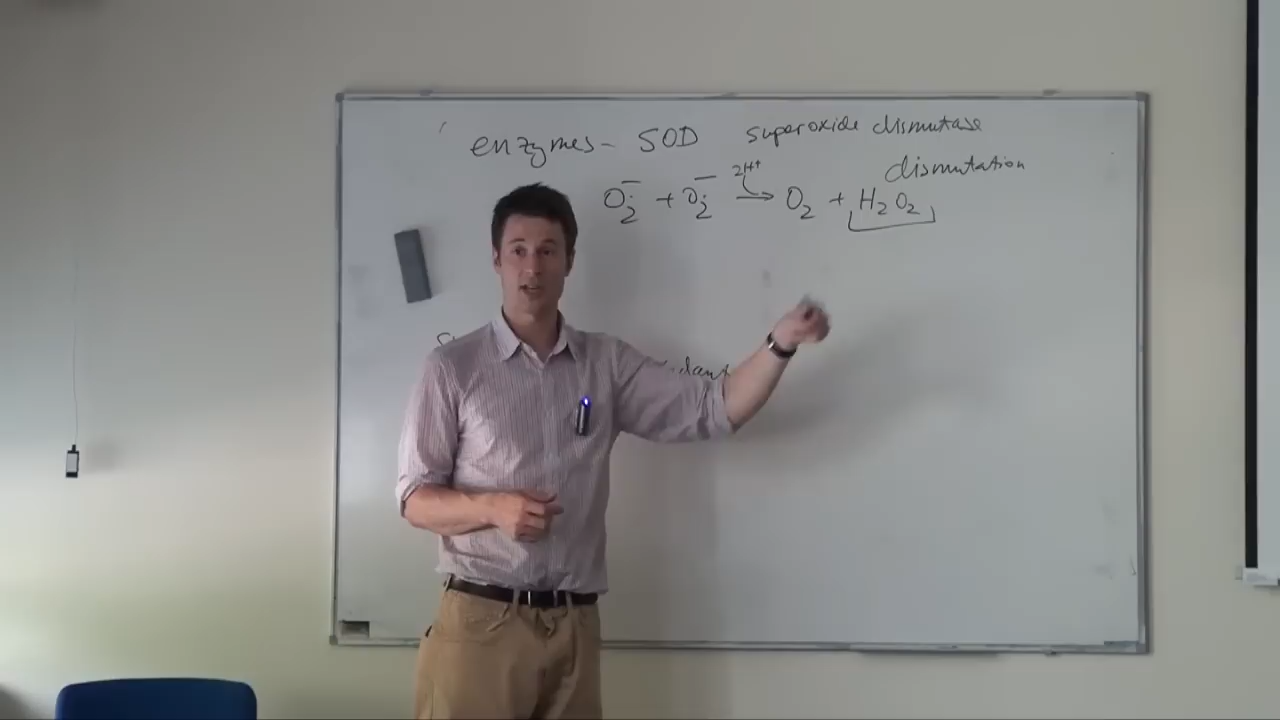 enzymes - SOD superoxide dismutase
dismutation
2H⁺
O₂·⁻ + O₂·⁻ → O₂ + H₂O₂